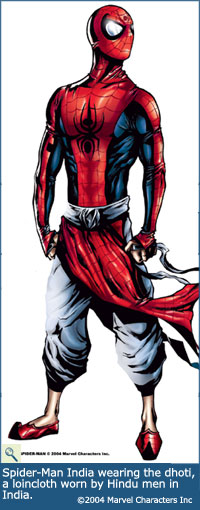 SPIDER-MAN © 2004 Marvel Characters Inc.
Spider-Man India wearing the dhoti,
a loincloth worn by Hindu men in
India.
©2004 Marvel Characters Inc